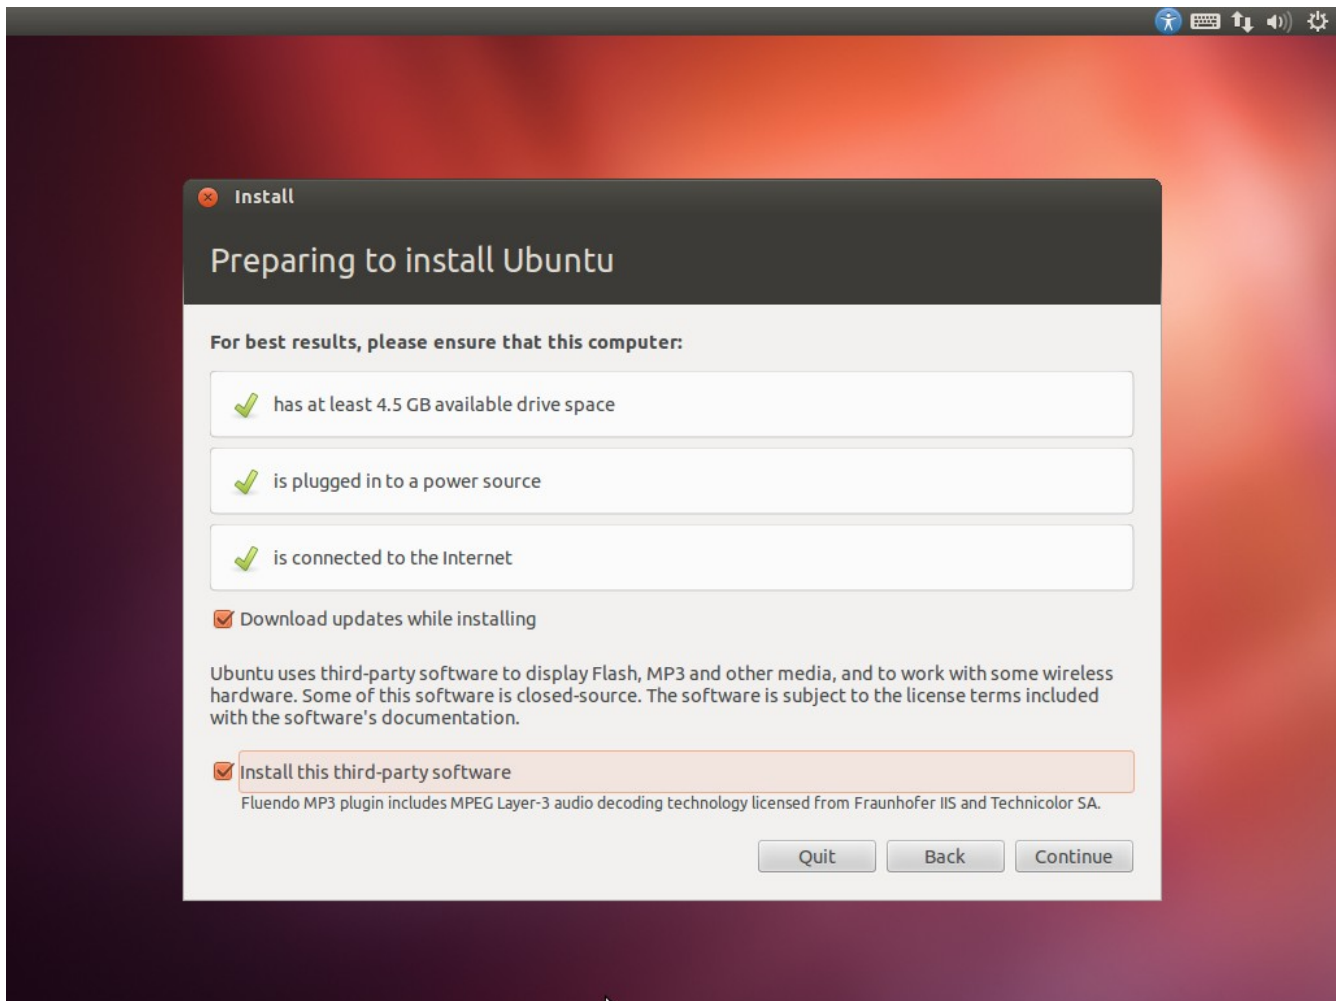 Install
Preparing to install Ubuntu
For best results, please ensure that this computer:
has at least 4.5 GB available drive space
is plugged in to a power source
is connected to the Internet
Download updates while installing
Ubuntu uses third-party software to display Flash, MP3 and other media, and to work with some wireless
hardware. Some of this software is closed-source. The software is subject to the license terms included
with the software's documentation.
Install this third-party software
Fluendo MP3 plugin includes MPEG Layer-3 audio decoding technology licensed from Fraunhofer IIS and Technicolor SA.
Quit Back Continue